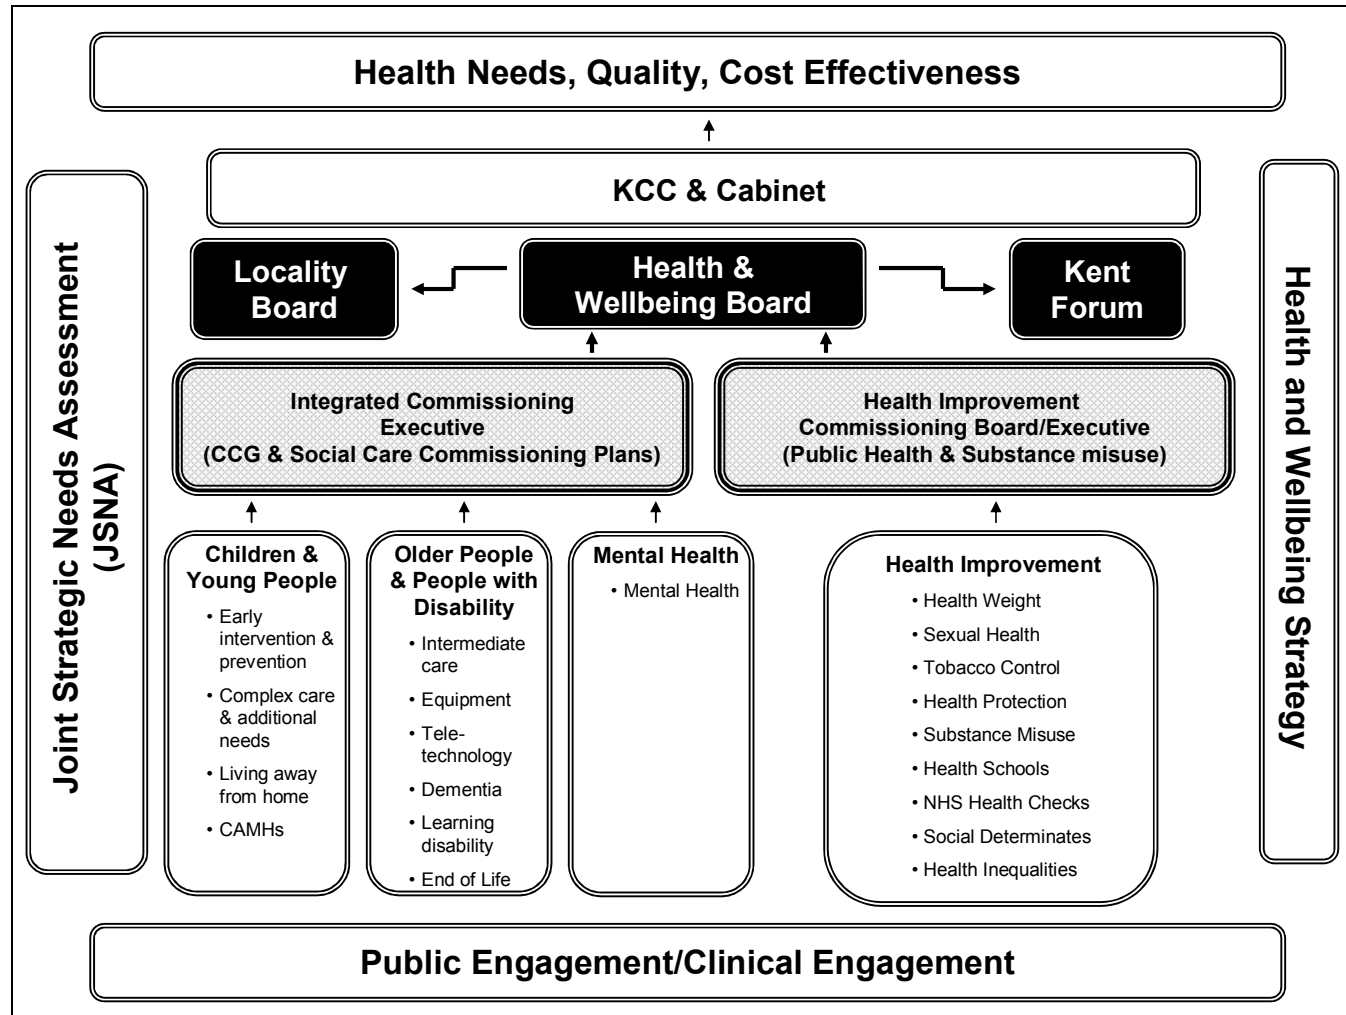 Health Needs, Quality, Cost Effectiveness
KCC & Cabinet
Joint Strategic Needs Assessment
(JSNA)
Locality
Board
Health &
Wellbeing Board
Kent
Forum
Integrated Commissioning
Executive
(CCG & Social Care Commissioning Plans)
Health Improvement
Commissioning Board/Executive
(Public Health & Substance misuse)
Children &
Young People
• Early
intervention &
prevention
• Complex care
& additional
needs
• Living away
from home
• CAMHs
Older People
& People with
Disability
• Intermediate
care
• Equipment
• Tele-
technology
• Dementia
• Learning
disability
• End of Life
Mental Health
• Mental Health
Health Improvement
• Health Weight
• Sexual Health
• Tobacco Control
• Health Protection
• Substance Misuse
• Health Schools
• NHS Health Checks
• Social Determinates
• Health Inequalities
Health and Wellbeing Strategy
Public Engagement/Clinical Engagement